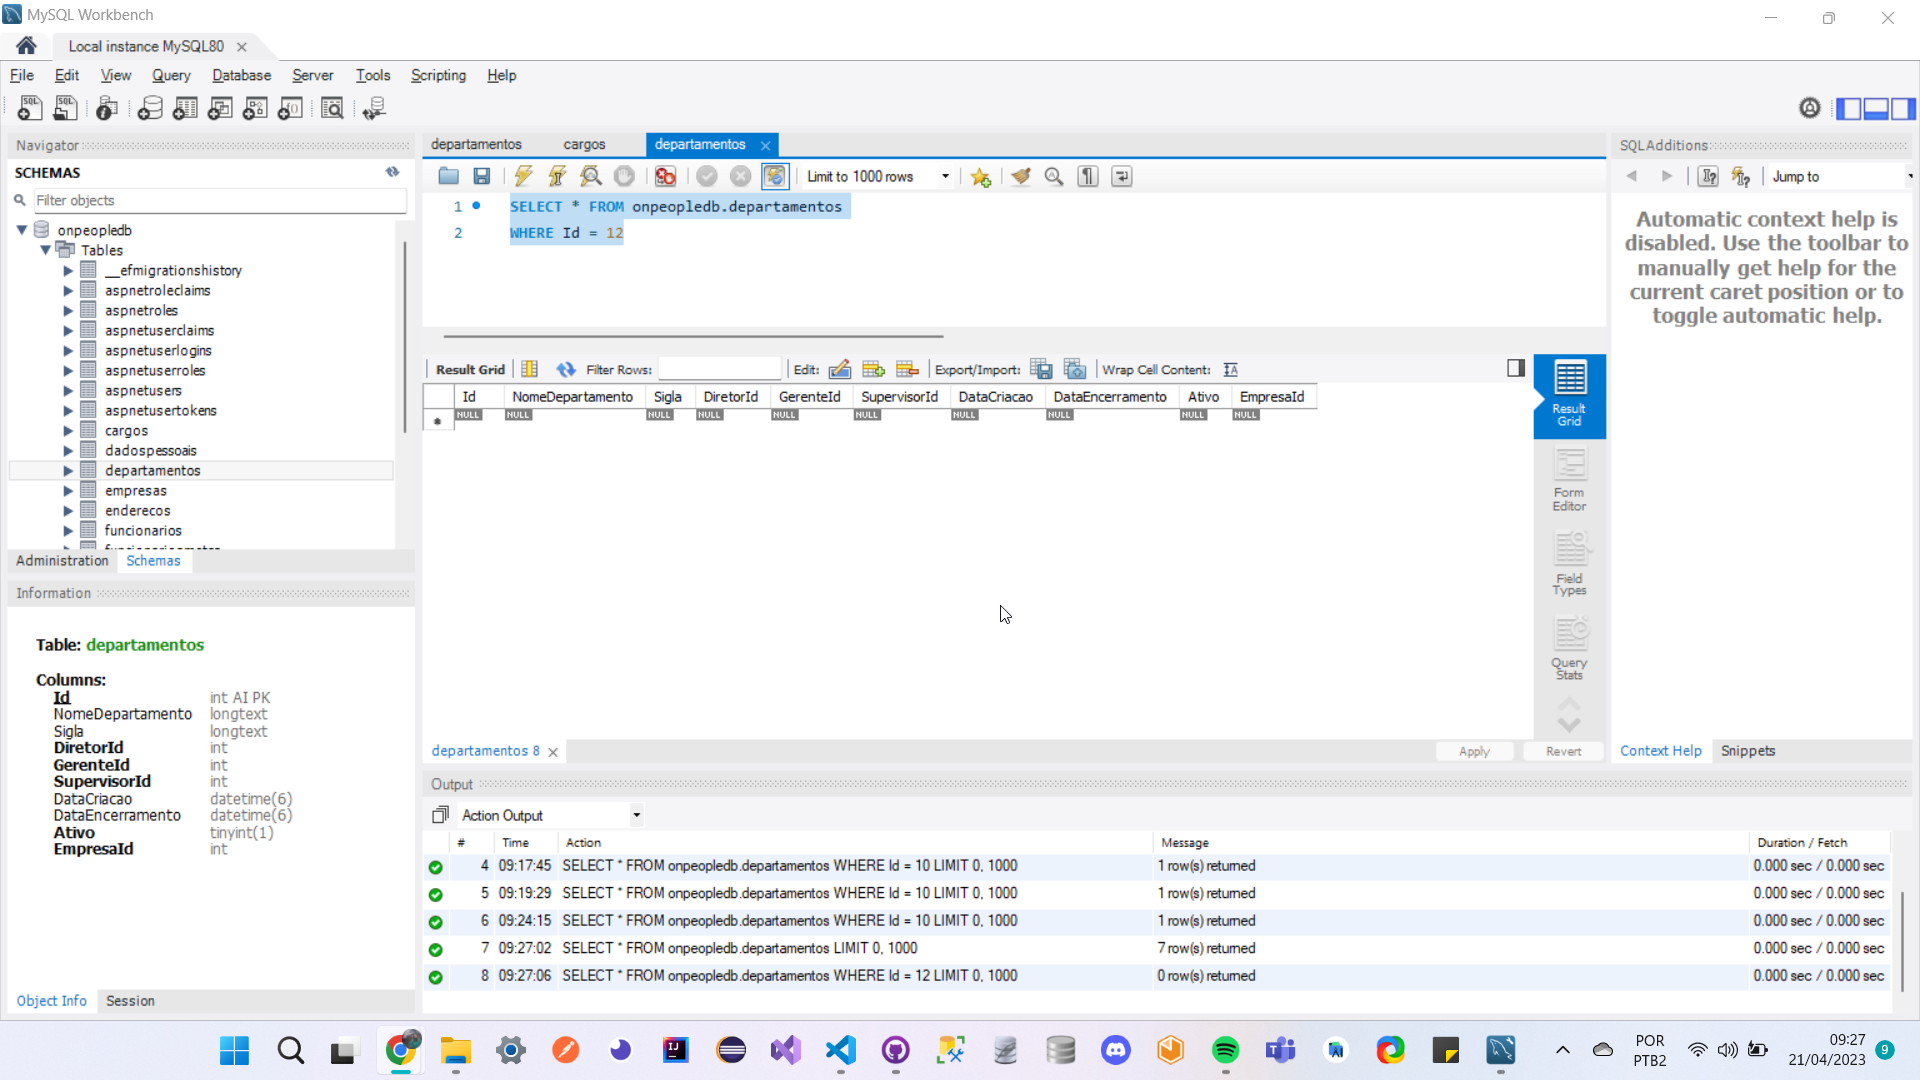 MySQL Workbench
Local instance MySQL80
File Edit View Query Database Server Tools Scripting Help
Navigator
SCHEMAS
Filter objects
onpeopledb
Tables
__efmigrationshistory
aspnetroleclaims
aspnetroles
aspnetuserclaims
aspnetuserlogins
aspnetuserroles
aspnetusers
aspnetusertokens
cargos
dadospessoais
departamentos
empresas
enderecos
funcionarios
Administration Schemas
Information
Table: departamentos
Columns:
Id int AI PK
NomeDepartamento longtext
Sigla longtext
DiretorId int
GerenteId int
SupervisorId int
DataCriacao datetime(6)
DataEncerramento datetime(6)
Ativo tinyint(1)
EmpresaId int
Object Info Session
departamentos cargos departamentos
Limit to 1000 rows
1 SELECT * FROM onpeopledb.departamentos
2 WHERE Id = 12
Result Grid Filter Rows: Edit: Export/Import: Wrap Cell Content:
Id NomeDepartamento Sigla DiretorId GerenteId SupervisorId DataCriacao DataEncerramento Ativo EmpresaId
NULL NULL NULL NULL NULL NULL NULL NULL NULL NULL
Result Grid
Form Editor
Field Types
Query Stats
departamentos 8 Apply Revert
SQLAdditions
Jump to
Automatic context help is
disabled. Use the toolbar to
manually get help for the
current caret position or to
toggle automatic help.
Context Help Snippets
Output
Action Output
# Time Action Message Duration / Fetch
4 09:17:45 SELECT * FROM onpeopledb.departamentos WHERE Id = 10 LIMIT 0, 1000 1 row(s) returned 0.000 sec / 0.000 sec
5 09:19:29 SELECT * FROM onpeopledb.departamentos WHERE Id = 10 LIMIT 0, 1000 1 row(s) returned 0.000 sec / 0.000 sec
6 09:24:15 SELECT * FROM onpeopledb.departamentos WHERE Id = 10 LIMIT 0, 1000 1 row(s) returned 0.000 sec / 0.000 sec
7 09:27:02 SELECT * FROM onpeopledb.departamentos LIMIT 0, 1000 7 row(s) returned 0.000 sec / 0.000 sec
8 09:27:06 SELECT * FROM onpeopledb.departamentos WHERE Id = 12 LIMIT 0, 1000 0 row(s) returned 0.000 sec / 0.000 sec
POR
PTB2
09:27
21/04/2023
9